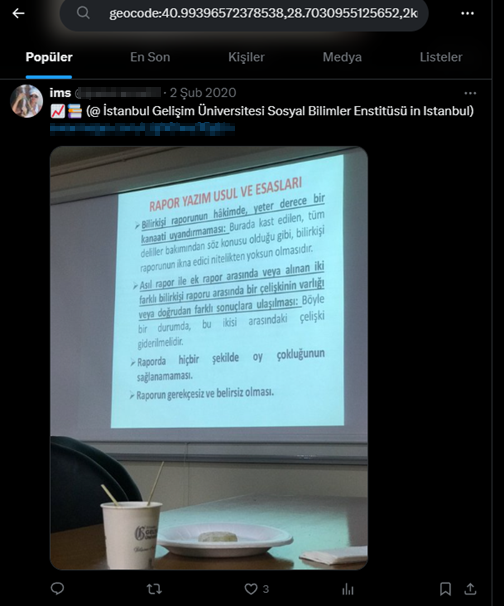 geocode:40.99396572378538,28.7030955125652,2k
Popüler
En Son
Kişiler
Medya
Listeler
ims
· 2 Şub 2020
(@ İstanbul Gelişim Üniversitesi Sosyal Bilimler Enstitüsü in Istanbul)
RAPOR YAZIM USUL VE ESASLARI
➢ Bilirkişi raporunun hâkimde, yeter derece bir
kanaati uyandırmaması: Burada kast edilen, tüm
deliller bakımından söz konusu olduğu gibi, bilirkişi
raporunun ikna edici nitelikten yoksun olmasıdır.
➢ Asıl rapor ile ek rapor arasında veya alınan iki
farklı bilirkişi raporu arasında bir çelişkinin varlığı
veya doğrudan farklı sonuçlara ulaşılması: Böyle
bir durumda, bu ikisi arasındaki çelişki
giderilmelidir.
➢ Raporda hiçbir şekilde oy çokluğunun
sağlanamaması.
➢ Raporun gerekçesiz ve belirsiz olması.
3